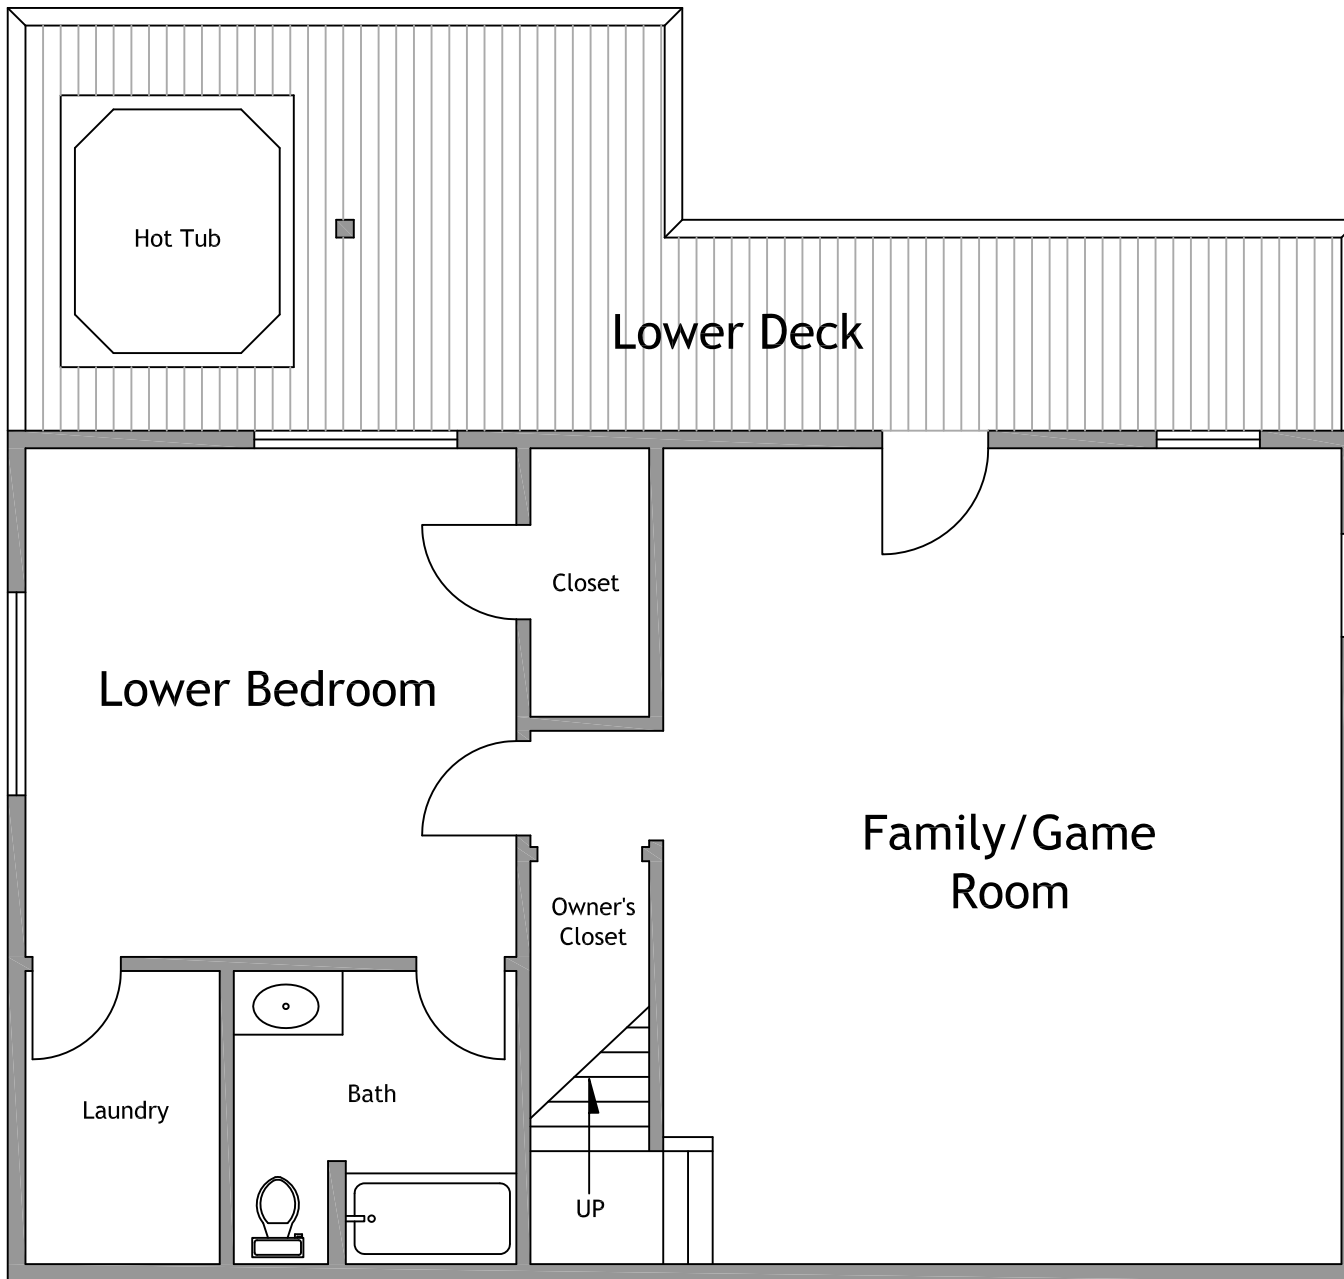 Hot Tub
Lower Deck
Closet
Lower Bedroom
Family/Game
Room
Owner's
Closet
Bath
Laundry
UP